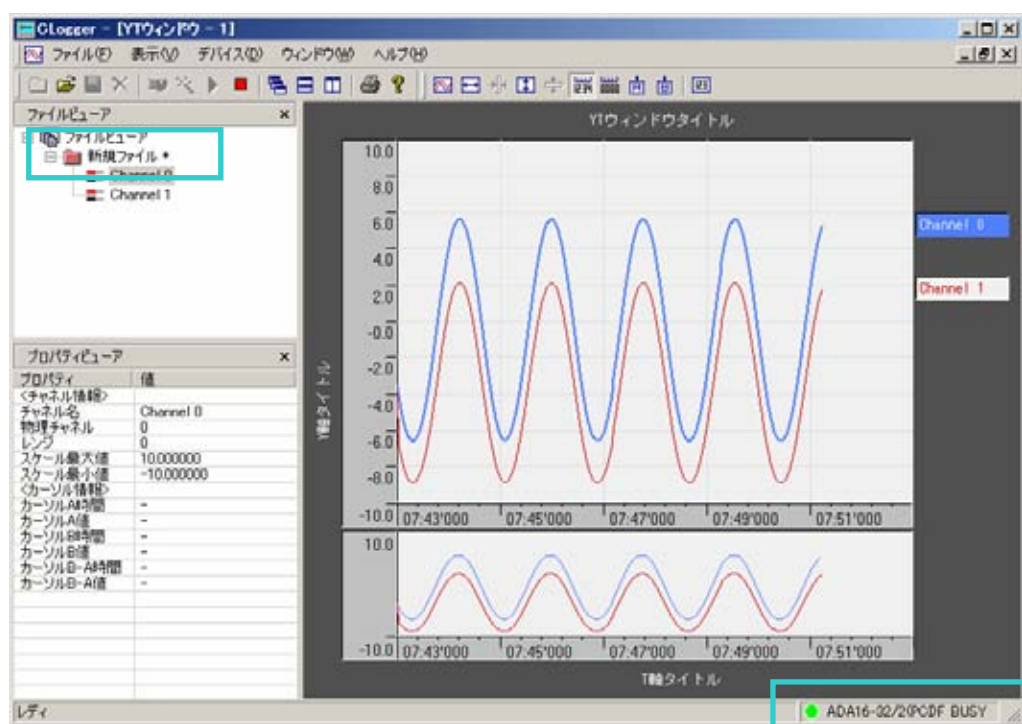 CLogger - [YTウィンドウ - 1]
ファイル(F) 表示(V) デバイス(D) ウィンドウ(W) ヘルプ(H)
ファイルビューア
ファイルビューア
新規ファイル *
Channel 0
Channel 1
プロパティビューア
プロパティ 値
<チャネル情報>
チャネル名 Channel 0
物理チャネル 0
レンジ 0
スケール最大値 10.000000
スケール最小値 -10.000000
<カーソル情報>
カーソルA時間 -
カーソルA値 -
カーソルB時間 -
カーソルB値 -
カーソルB-A時間 -
カーソルB-A値 -
YTウィンドウタイトル
Y軸タイトル
10.0
8.0
6.0
4.0
2.0
-0.0
-2.0
-4.0
-6.0
-8.0
-10.0
07:43'000 07:45'000 07:47'000 07:49'000 07:51'000
Channel 0
Channel 1
10.0
-10.0
07:43'000 07:45'000 07:47'000 07:49'000 07:51'000
T軸タイトル
レディ
ADA16-32/2(PCI)F BUSY